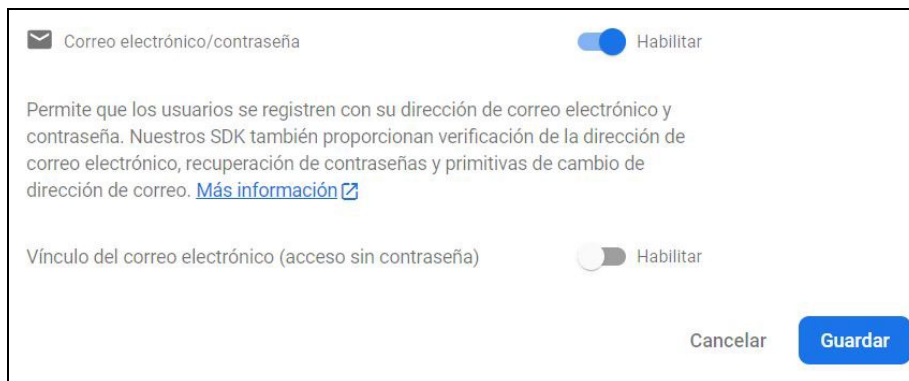 Correo electrónico/contraseña Habilitar
Permite que los usuarios se registren con su dirección de correo electrónico y
contraseña. Nuestros SDK también proporcionan verificación de la dirección de
correo electrónico, recuperación de contraseñas y primitivas de cambio de
dirección de correo. Más información
Vínculo del correo electrónico (acceso sin contraseña) Habilitar
Cancelar Guardar